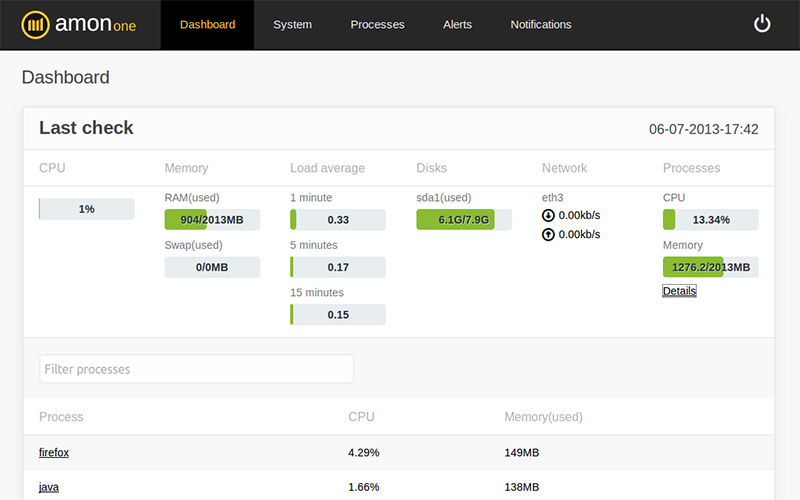 amon one Dashboard System Processes Alerts Notifications
Dashboard
Last check 06-07-2013-17:42
CPU Memory Load average Disks Network Processes
RAM(used) 1 minute sda1(used) eth3 CPU
1% 904/2013MB 0.33 6.1G/7.9G 0.00kb/s 13.34%
Swap(used) 5 minutes 0.00kb/s Memory
0/0MB 0.17 1276.2/2013MB
15 minutes Details
0.15
Filter processes
Process CPU Memory(used)
firefox 4.29% 149MB
java 1.66% 138MB